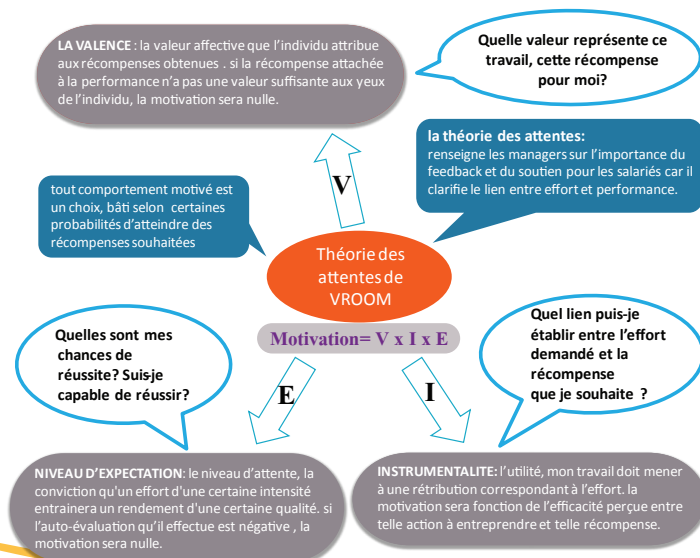 LA VALENCE : la valeur affective que l'individu attribue
aux récompenses obtenues . si la récompense attachée
à la performance n'a pas une valeur suffisante aux yeux
de l'individu, la motivation sera nulle.
Quelle valeur représente ce
travail, cette récompense
pour moi?
la théorie des attentes:
renseigne les managers sur l'importance du
feedback et du soutien pour les salariés car il
clarifie le lien entre effort et performance.
V
tout comportement motivé est
un choix, bâti selon certaines
probabilités d'atteindre des
récompenses souhaitées
Théorie des
attentes de
VROOM
Motivation= V x I x E
Quelles sont mes
chances de
réussite? Suis-je
capable de réussir?
Quel lien puis-je
établir entre l'effort
demandé et la
récompense
que je souhaite ?
E
I
NIVEAU D'EXPECTATION: le niveau d'attente, la
conviction qu'un effort d'une certaine intensité
entrainera un rendement d'une certaine qualité. si
l'auto-évaluation qu'il effectue est négative , la
motivation sera nulle.
INSTRUMENTALITE: l'utilité, mon travail doit mener
à une rétribution correspondant à l'effort. la
motivation sera fonction de l'efficacité perçue entre
telle action à entreprendre et telle récompense.